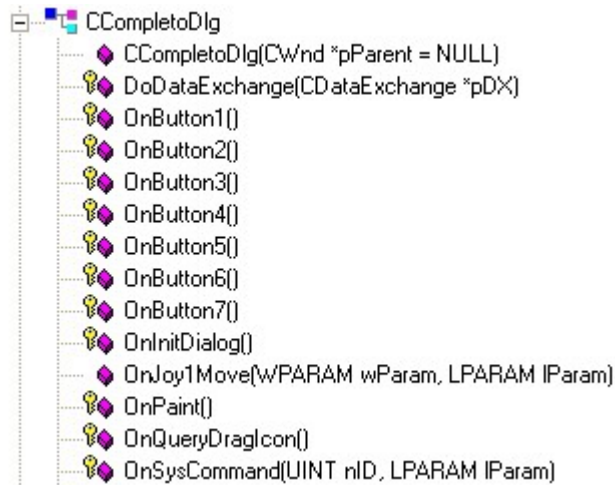 CCompletoDlg
CCompletoDlg(CWnd *pParent = NULL)
DoDataExchange(CDataExchange *pDX)
OnButton1()
OnButton2()
OnButton3()
OnButton4()
OnButton5()
OnButton6()
OnButton7()
OnInitDialog()
OnJoy1Move(WPARAM wParam, LPARAM lParam)
OnPaint()
OnQueryDragIcon()
OnSysCommand(UINT nID, LPARAM lParam)